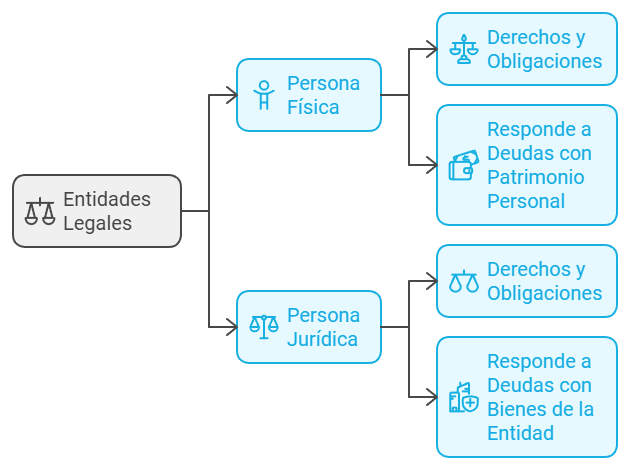 Entidades
Legales
Persona
Física
Derechos y
Obligaciones
Responde a
Deudas con
Patrimonio
Personal
Persona
Jurídica
Derechos y
Obligaciones
Responde a
Deudas con
Bienes de la
Entidad